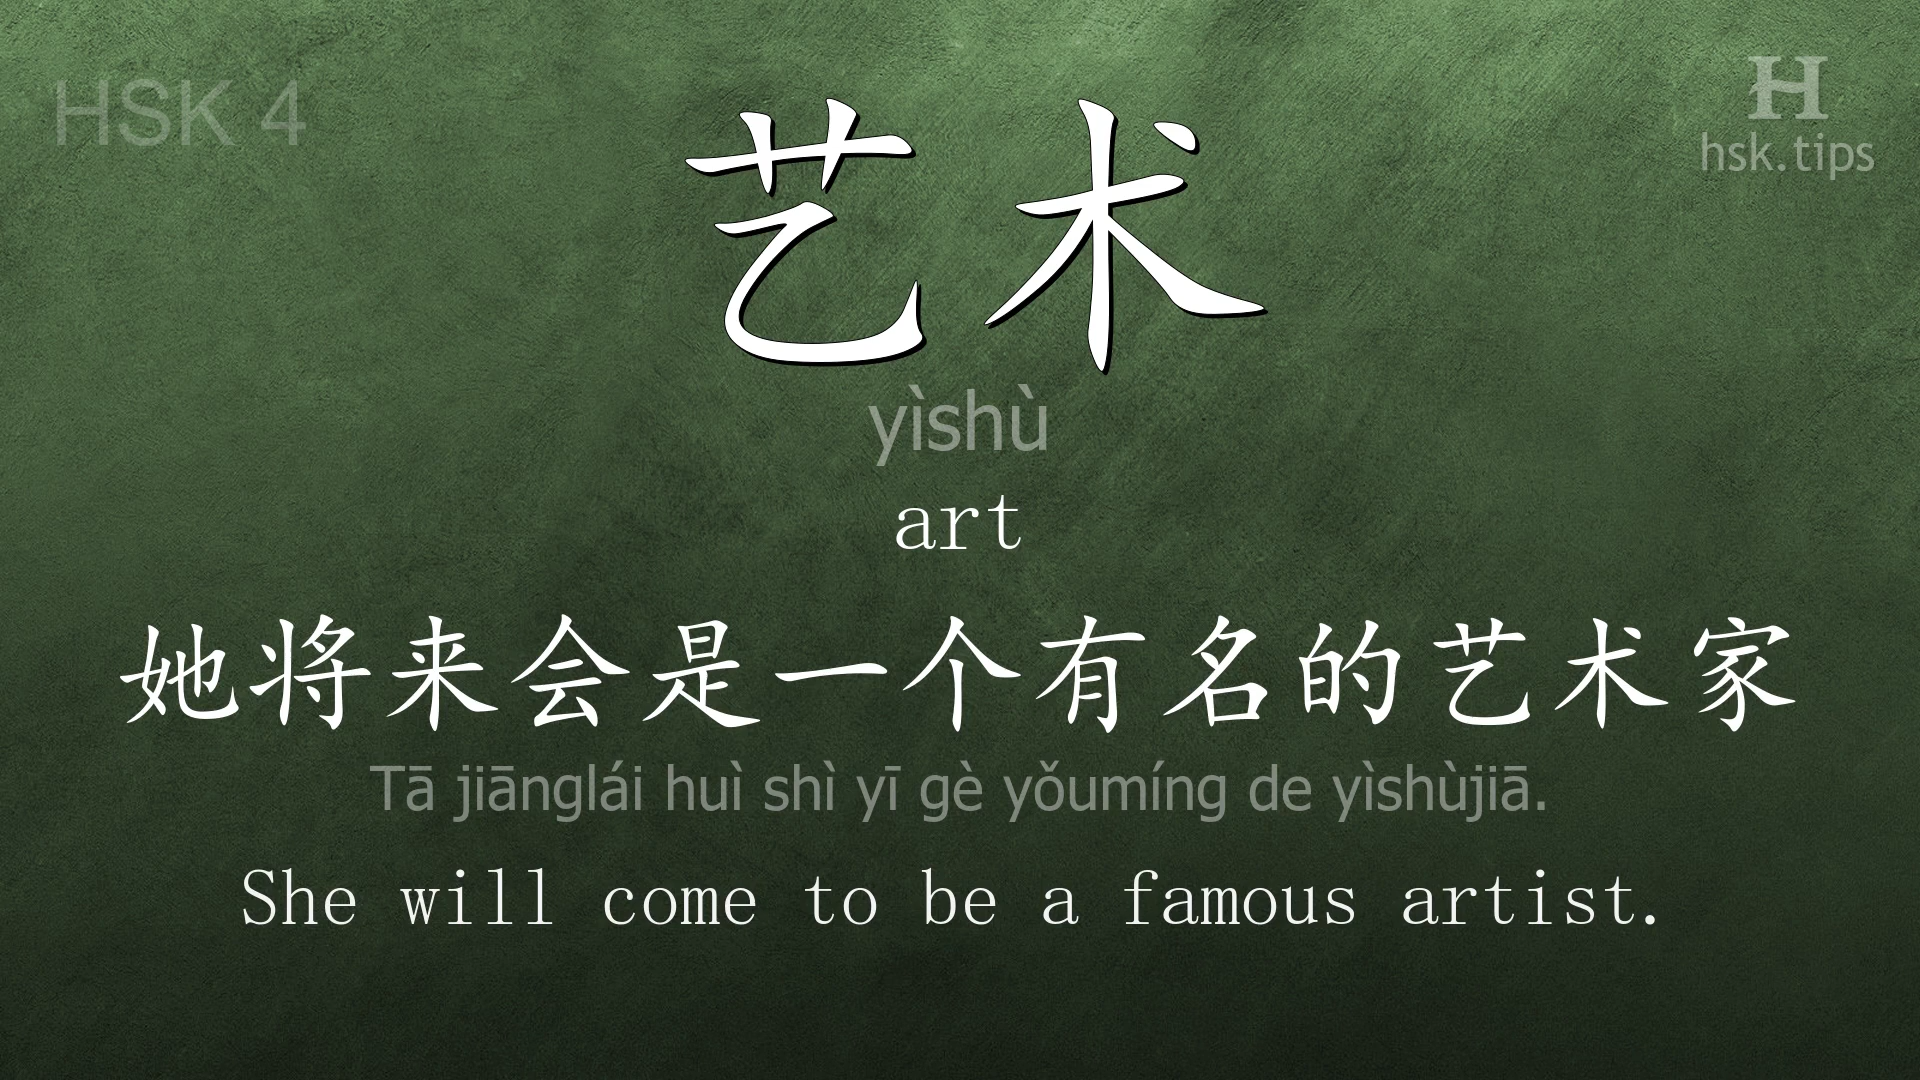 HSK 4
H
hsk.tips
艺术
yìshù
art
她将来会是一个有名的艺术家
Tā jiānglái huì shì yī gè yǒumíng de yìshùjiā.
She will come to be a famous artist.